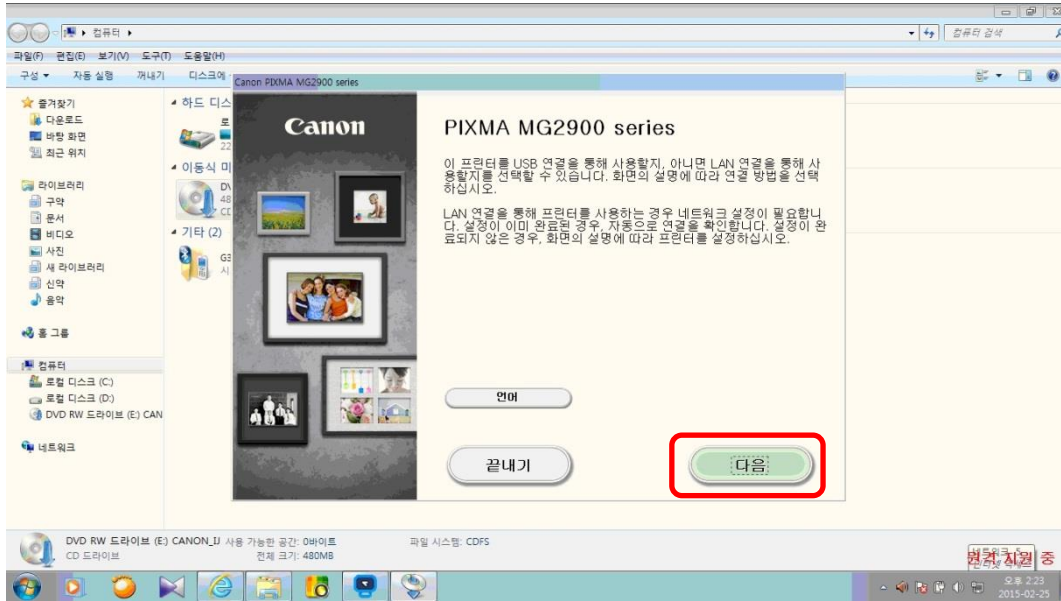 컴퓨터
컴퓨터 검색
파일(F) 편집(E) 보기(V) 도구(T) 도움말(H)
구성 자동 실행 꺼내기 디스크에
즐겨찾기
다운로드
바탕 화면
최근 위치
라이브러리
구약
문서
비디오
사진
새 라이브러리
신약
음악
홈 그룹
컴퓨터
로컬 디스크 (C:)
로컬 디스크 (D:)
DVD RW 드라이브 (E:) CAN
네트워크
하드 디스
로
22
이동식 미
DV
48
CD
기타 (2)
시
Canon PIXMA MG2900 series
Canon
PIXMA MG2900 series
이 프린터를 USB 연결을 통해 사용할지, 아니면 LAN 연결을 통해 사
용할지를 선택할 수 있습니다. 화면의 설명에 따라 연결 방법을 선택
하십시오.
LAN 연결을 통해 프린터를 사용하는 경우 네트워크 설정이 필요합니
다. 설정이 이미 완료된 경우, 자동으로 연결을 확인합니다. 설정이 완
료되지 않은 경우, 화면의 설명에 따라 프린터를 설정하십시오.
언어
끝내기
다음
DVD RW 드라이브 (E:) CANON_IJ 사용 가능한 공간: 0바이트 파일 시스템: CDFS
CD 드라이브 전체 크기: 480MB
원격 지원 중
오후 2:23
2015-02-25